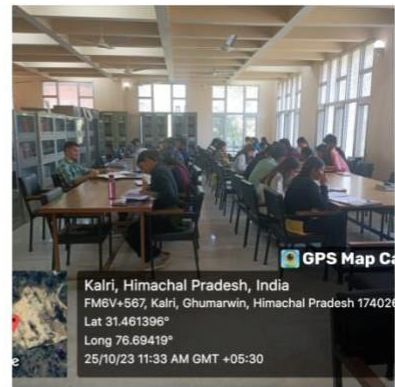 GPS Map Ca
Kalri, Himachal Pradesh, India
FM6V+567, Kalri, Ghumarwin, Himachal Pradesh 174026
Lat 31.461396°
Long 76.69419°
25/10/23 11:33 AM GMT +05:30
e